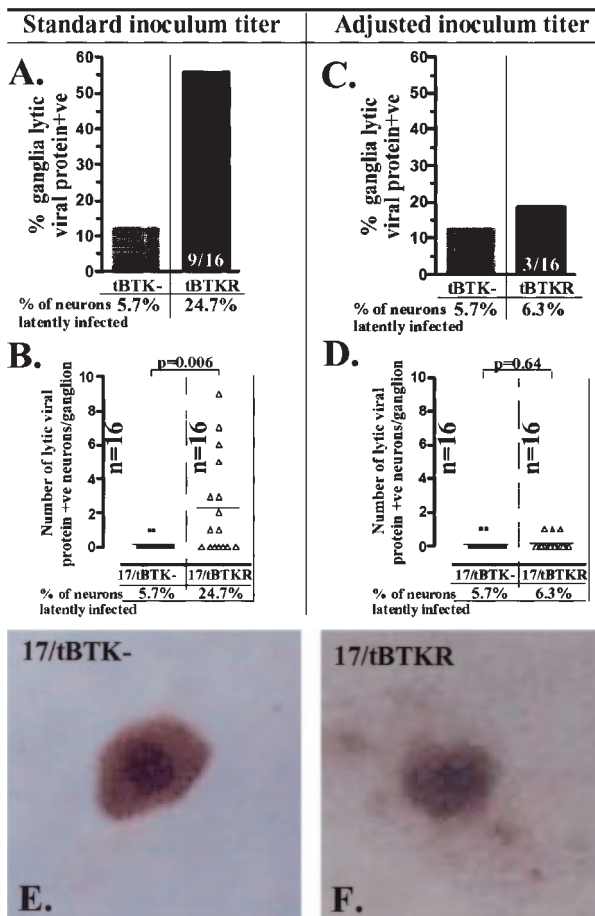 Standard inoculum titer
Adjusted inoculum titer
A.
% ganglia lytic
viral protein+ve
60
50
40
30
20
10
0
9/16
tBTK-
tBTKR
% of neurons
latently infected
5.7%
24.7%
C.
% ganglia lytic
viral protein+ve
60
50
40
30
20
10
0
3/16
tBTK-
tBTKR
% of neurons
latently infected
5.7%
6.3%
B.
p=0.006
Number of lytic viral
protein +ve neurons/ganglion
10
8
6
4
2
0
n=16
n=16
17/tBTK-
17/tBTKR
% of neurons
latently infected
5.7%
24.7%
D.
p=0.64
Number of lytic viral
protein +ve neurons/ganglion
10
8
6
4
2
0
n=16
n=16
17/tBTK-
17/tBTKR
% of neurons
latently infected
5.7%
6.3%
17/tBTK-
E.
17/tBTKR
F.